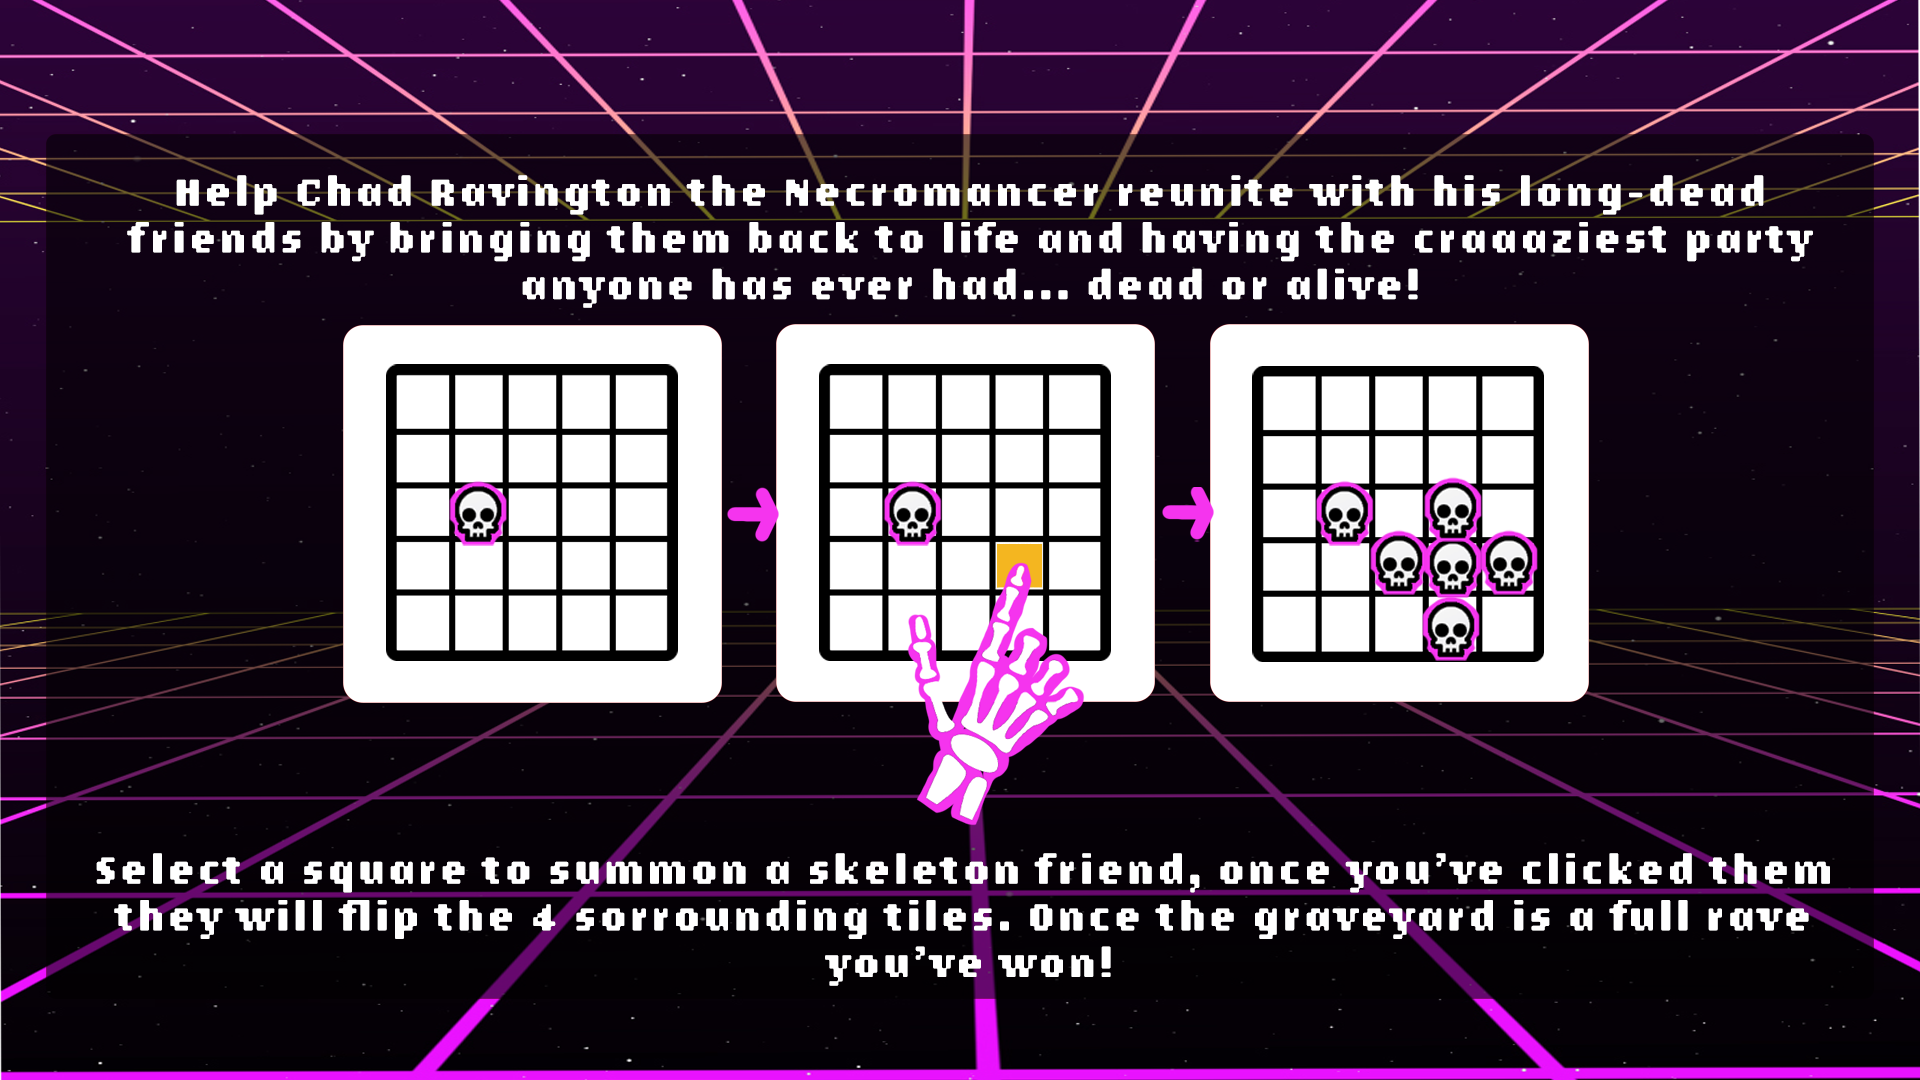 Help Chad Ravington the Necromancer reunite with his long-dead
friends by bringing them back to life and having the craaaziest party
anyone has ever had... dead or alive!
Select a square to summon a skeleton friend, once you've clicked them
they will flip the 4 sorrounding tiles. Once the graveyard is a full rave
you've won!